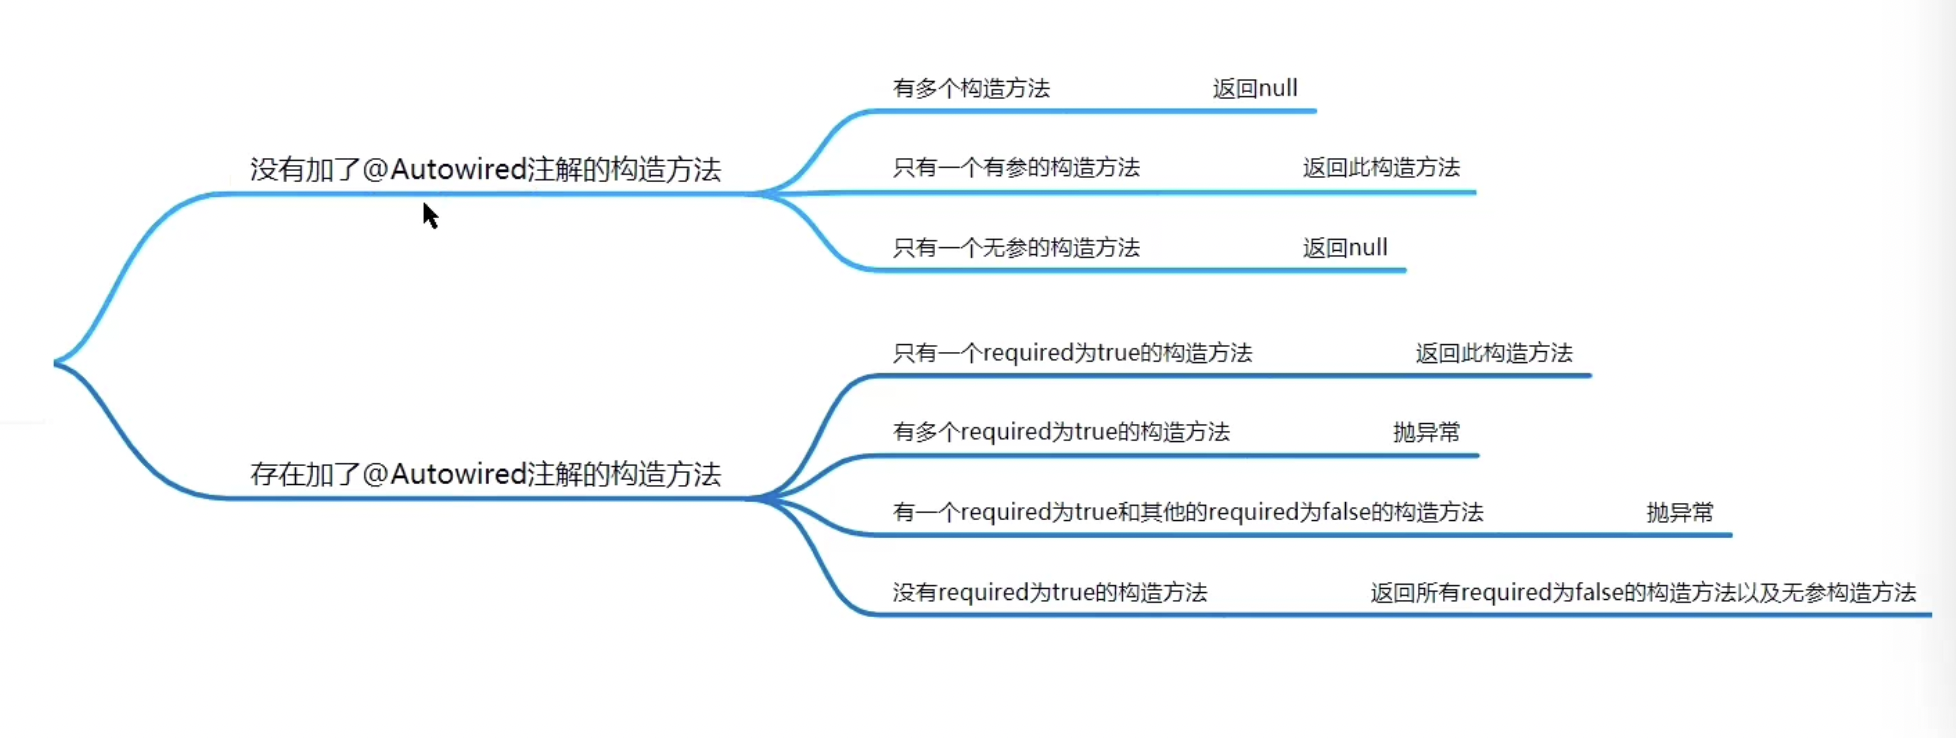 没有加了@Autowired注解的构造方法
有多个构造方法 返回null
只有一个有参的构造方法 返回此构造方法
只有一个无参的构造方法 返回null
存在加了@Autowired注解的构造方法
只有一个required为true的构造方法 返回此构造方法
有多个required为true的构造方法 抛异常
有一个required为true和其他的required为false的构造方法 抛异常
没有required为true的构造方法 返回所有required为false的构造方法以及无参构造方法